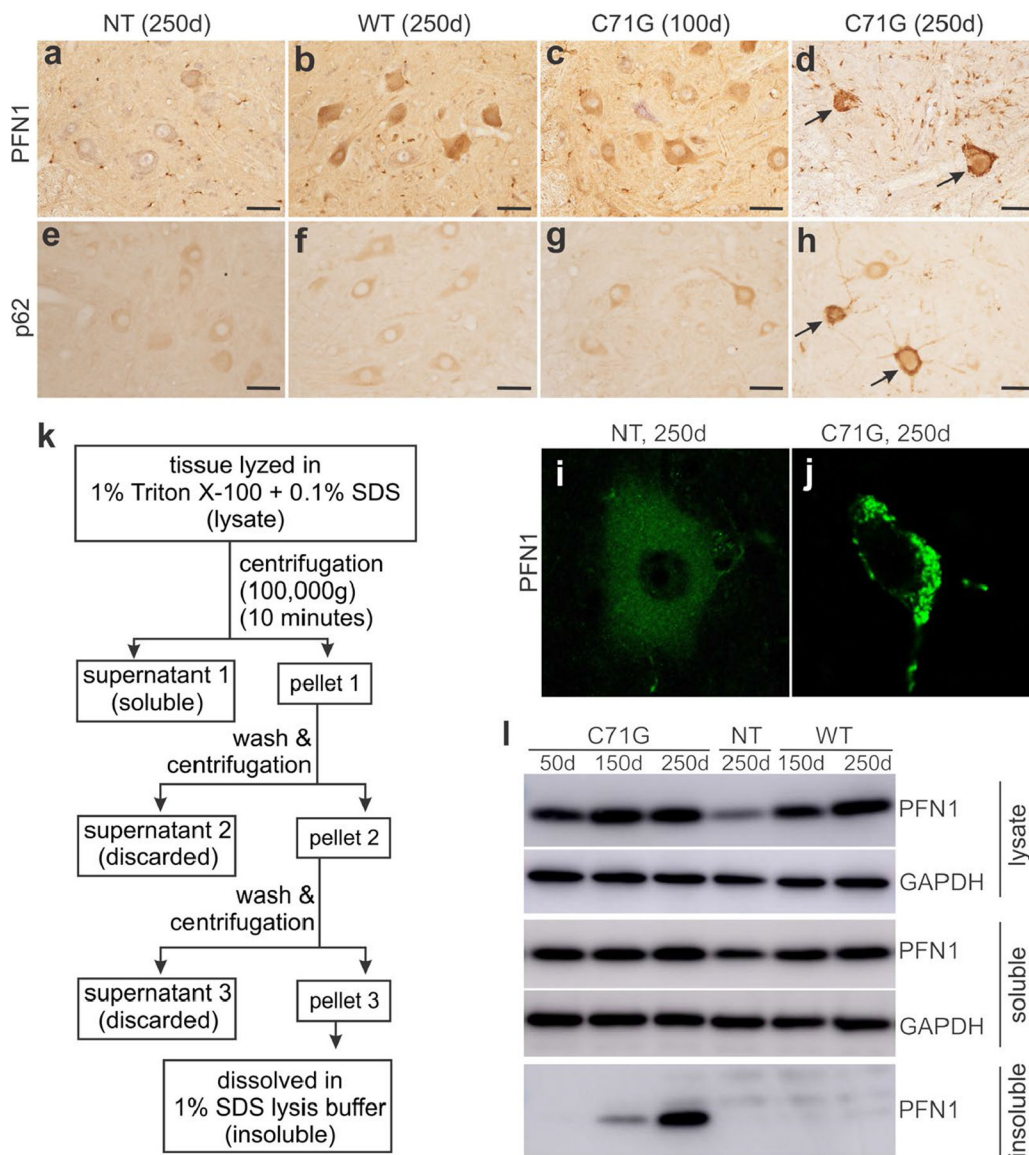 NT (250d) WT (250d) C71G (100d) C71G (250d)
a b c d
PFN1
e f g h
p62
k
tissue lyzed in
1% Triton X-100 + 0.1% SDS
(lysate)
centrifugation
(100,000g)
(10 minutes)
supernatant 1
(soluble)
pellet 1
wash &
centrifugation
supernatant 2
(discarded)
pellet 2
wash &
centrifugation
supernatant 3
(discarded)
pellet 3
dissolved in
1% SDS lysis buffer
(insoluble)
NT, 250d C71G, 250d
i j
PFN1
l
C71G NT WT
50d 150d 250d 250d 150d 250d
PFN1
GAPDH
lysate
PFN1
GAPDH
soluble
PFN1
insoluble